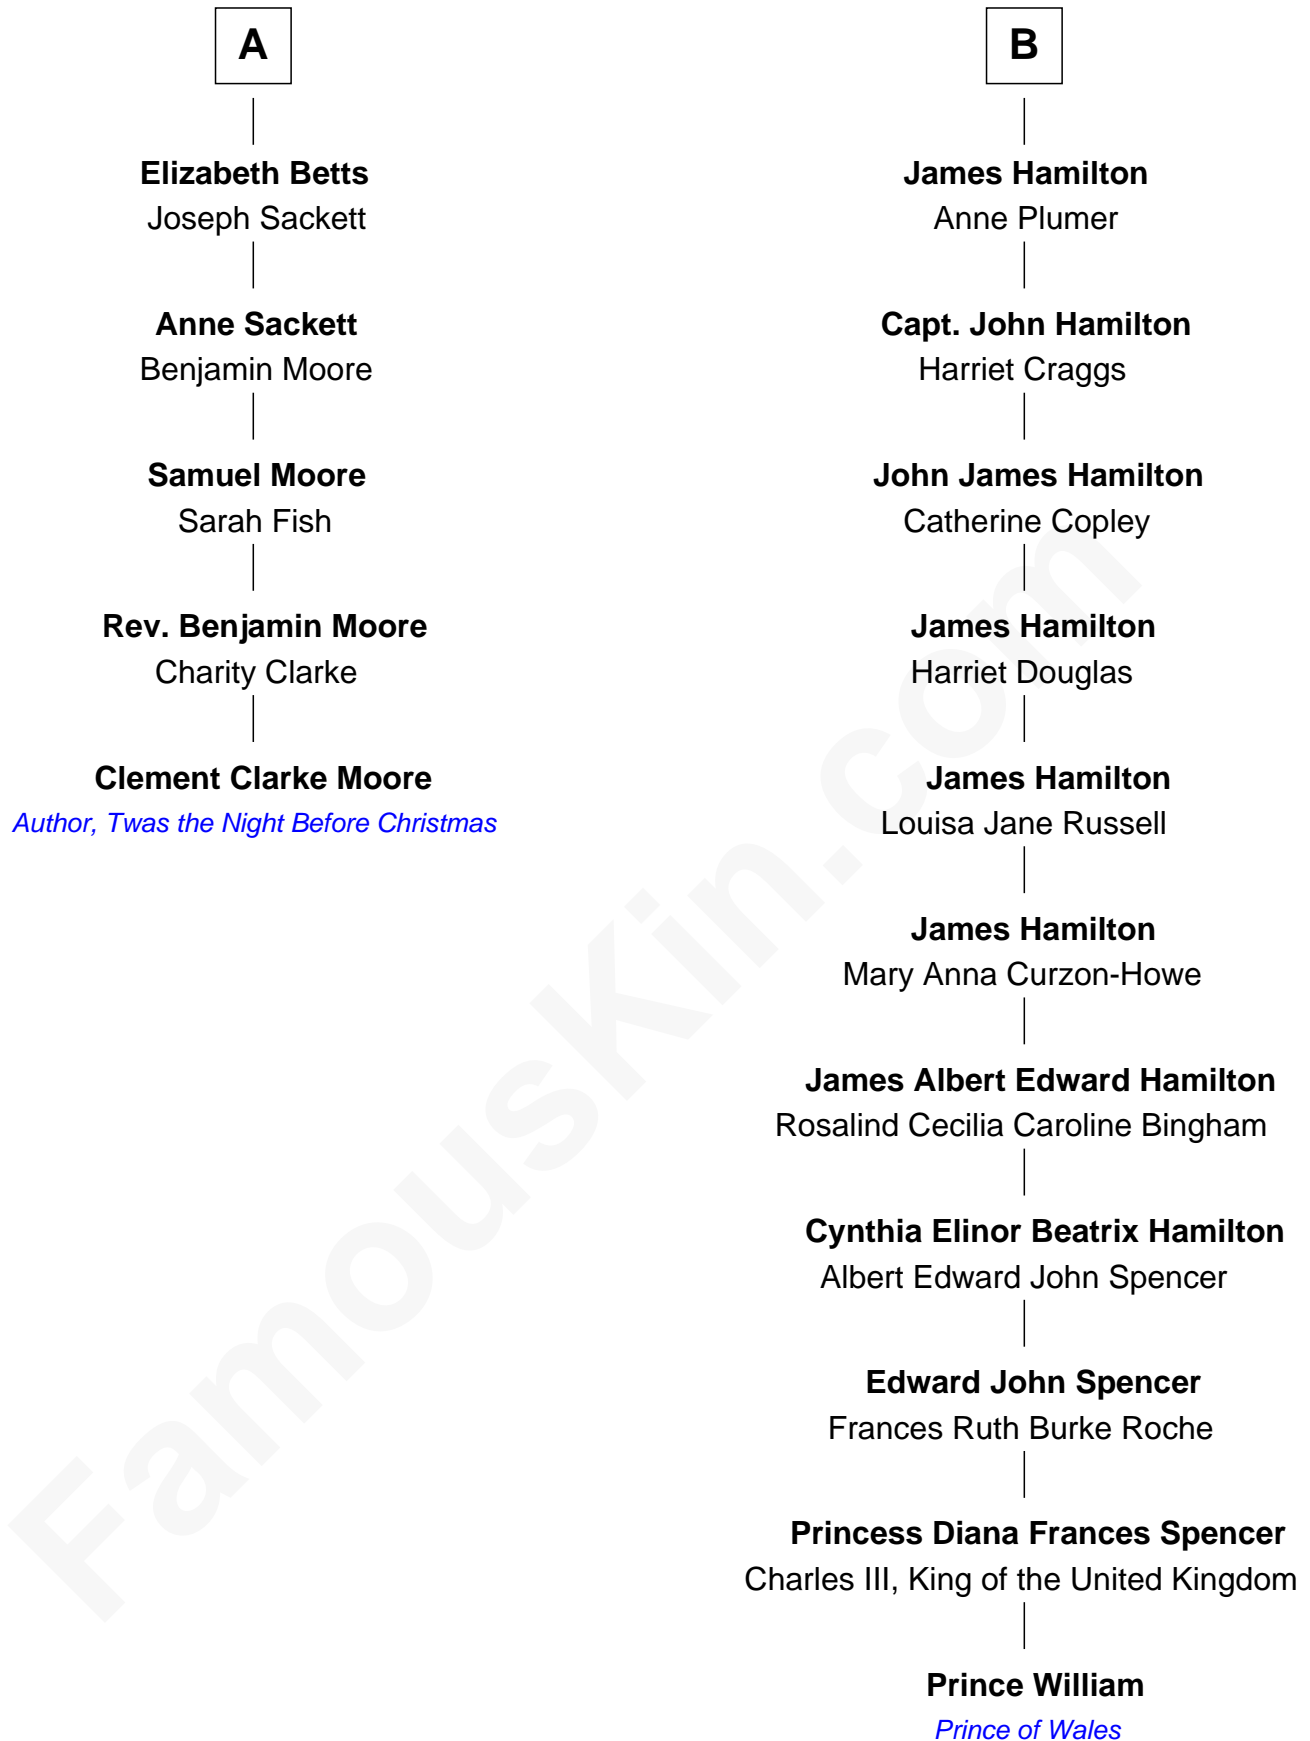 A
Elizabeth Betts
Joseph Sackett
Anne Sackett
Benjamin Moore
Samuel Moore
Sarah Fish
Rev. Benjamin Moore
Charity Clarke
Clement Clarke Moore
Author, Twas the Night Before Christmas
B
James Hamilton
Anne Plumer
Capt. John Hamilton
Harriet Craggs
John James Hamilton
Catherine Copley
James Hamilton
Harriet Douglas
James Hamilton
Louisa Jane Russell
James Hamilton
Mary Anna Curzon-Howe
James Albert Edward Hamilton
Rosalind Cecilia Caroline Bingham
Cynthia Elinor Beatrix Hamilton
Albert Edward John Spencer
Edward John Spencer
Frances Ruth Burke Roche
Princess Diana Frances Spencer
Charles III, King of the United Kingdom
Prince William
Prince of Wales
FamousKin.com